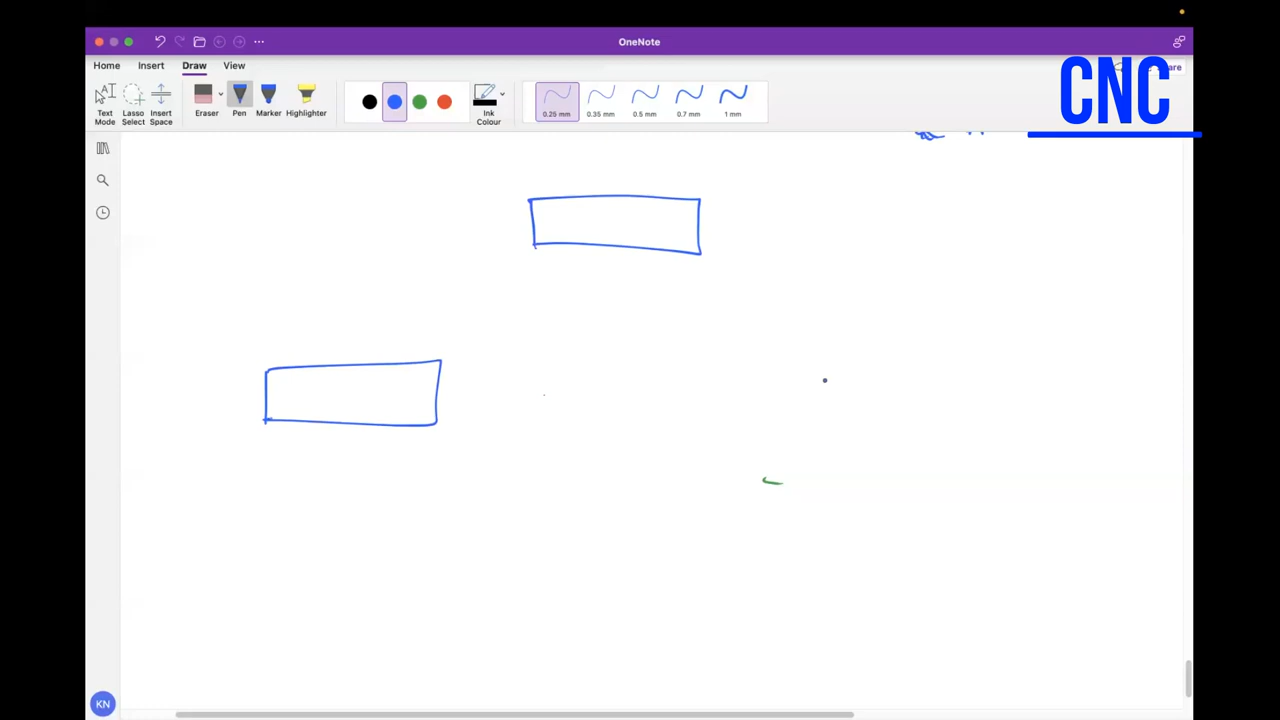 OneNote
Home Insert Draw View
CNC
Text Mode
Lasso Select
Insert Space
Eraser
Pen
Marker
Highlighter
Ink Colour
0.25 mm
0.35 mm
0.5 mm
0.7 mm
1 mm
KN